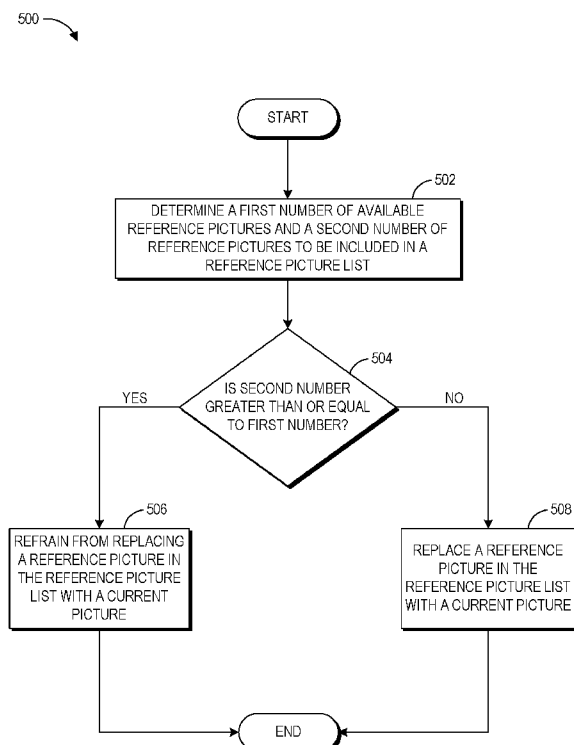 500
START
502
DETERMINE A FIRST NUMBER OF AVAILABLE
REFERENCE PICTURES AND A SECOND NUMBER OF
REFERENCE PICTURES TO BE INCLUDED IN A
REFERENCE PICTURE LIST
504
IS SECOND NUMBER
GREATER THAN OR EQUAL
TO FIRST NUMBER?
YES
NO
506
REFRAIN FROM REPLACING
A REFERENCE PICTURE IN
THE REFERENCE PICTURE
LIST WITH A CURRENT
PICTURE
508
REPLACE A REFERENCE
PICTURE IN THE
REFERENCE PICTURE LIST
WITH A CURRENT PICTURE
END